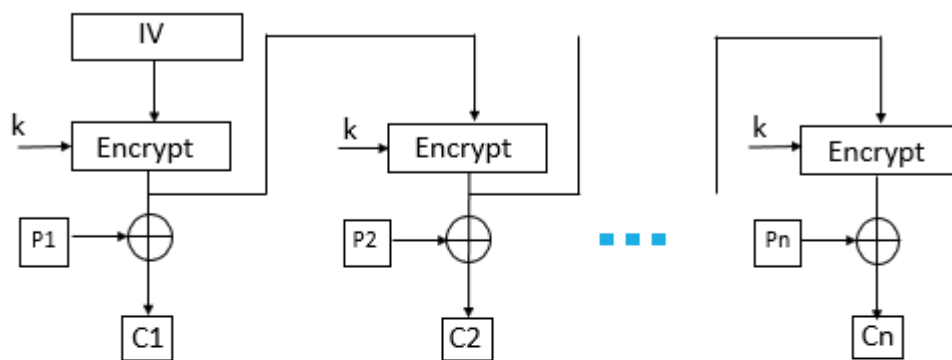 IV
k
Encrypt
k
Encrypt
k
Encrypt
P1
P2
Pn
C1
C2
Cn